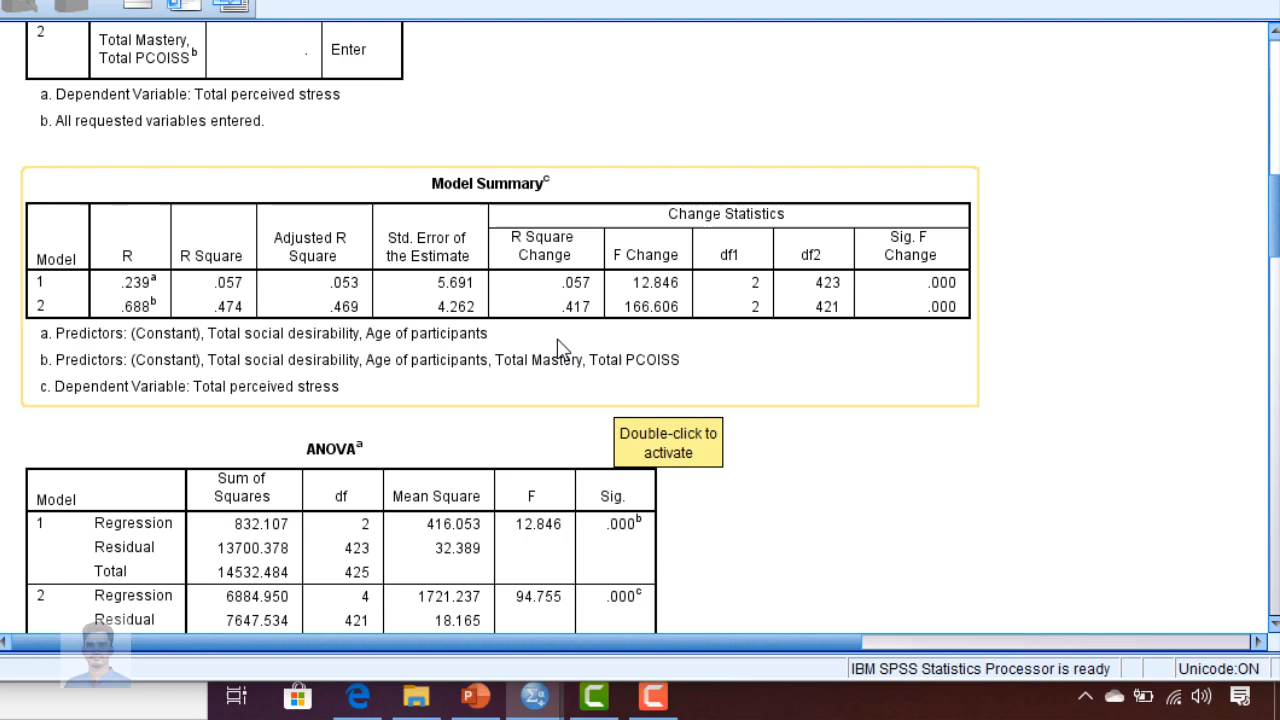 2 Total Mastery, Total PCOISSb . Enter
a. Dependent Variable: Total perceived stress
b. All requested variables entered.
Model Summaryc
Change Statistics
Model R R Square Adjusted R Square Std. Error of the Estimate R Square Change F Change df1 df2 Sig. F Change
1 .239a .057 .053 5.691 .057 12.846 2 423 .000
2 .688b .474 .469 4.262 .417 166.606 2 421 .000
a. Predictors: (Constant), Total social desirability, Age of participants
b. Predictors: (Constant), Total social desirability, Age of participants, Total Mastery, Total PCOISS
c. Dependent Variable: Total perceived stress
Double-click to
activate
ANOVAa
Model Sum of Squares df Mean Square F Sig.
1 Regression 832.107 2 416.053 12.846 .000b
Residual 13700.378 423 32.389
Total 14532.484 425
2 Regression 6884.950 4 1721.237 94.755 .000c
Residual 7647.534 421 18.165
IBM SPSS Statistics Processor is ready Unicode:ON